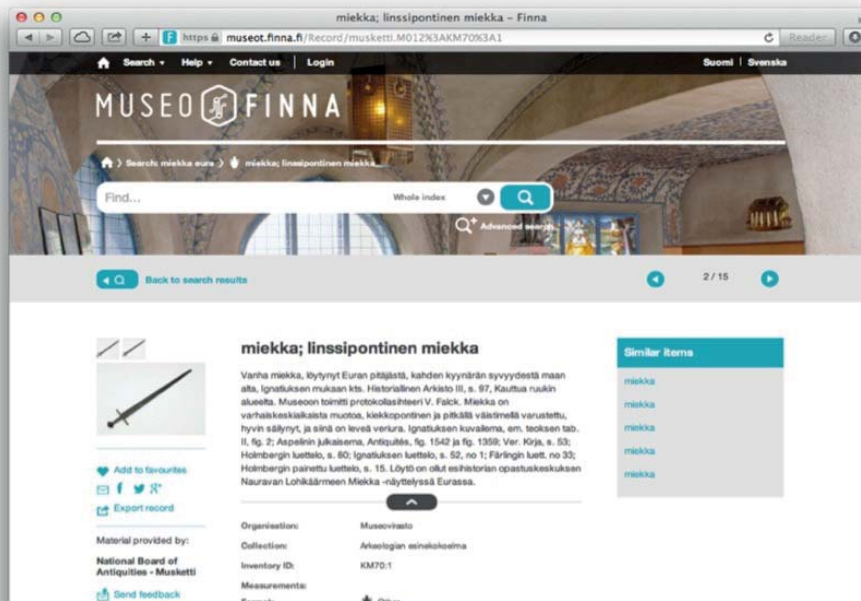 miekka; linssipontinen miekka – Finna
https museot.finna.fi/Record/musketti.M012%3AKM70%3A1
Reader
Search Help Contact us Login
Suomi Svenska
MUSEO FINNA
Search: miekka eura miekka; linssipontinen miekka
Find...
Whole index
Advanced search
Back to search results
2 / 15
miekka; linssipontinen miekka
Vanha miekka, löytynyt Euran pitäjästä, kahden kyynärän syvyydestä maan
alta, Ignatiuksen mukaan kts. Historiallinen Arkisto III, s. 97, Kauttua ruukin
alueelta. Museoon toimitti protokollasihteeri V. Falck. Miekka on
varhaiskeskiaikaista muotoa, kiekkopontinen ja pitkällä väistimellä varustettu,
hyvin säilynyt, ja siinä on leveä veriura. Ignatiuksen kuvailema, em. teoksen tab.
II, fig. 2; Aspelinin julkaisema, Antiquités, fig. 1542 ja fig. 1359; Ver. Kirja, s. 53;
Holmbergin luettelo, s. 60; Ignatiuksen luettelo, s. 52, no 1; Färlingin luett. no 33;
Holmbergin painettu luettelo, s. 15. Löytö on ollut esihistorian opastuskeskuksen
Nauravan Lohikäärmeen Miekka -näyttelyssä Eurassa.
Organisation: Museovirasto
Collection: Arkeologian esinekokoelma
Inventory ID: KM70:1
Measurements:
Format: Other
Add to favourites
Export record
Material provided by:
National Board of
Antiquities - Musketti
Send feedback
Similar items
miekka
miekka
miekka
miekka
miekka